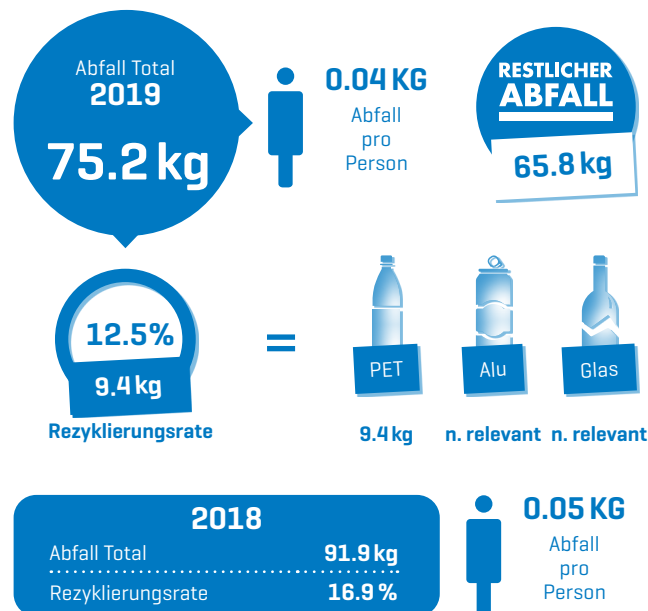 Abfall Total
2019
75.2 kg
0.04 KG
Abfall
pro
Person
RESTLICHER
ABFALL
65.8 kg
12.5%
9.4 kg
Rezyklierungsrate
=
PET
Alu
Glas
9.4 kg
n. relevant
n. relevant
2018
Abfall Total 91.9 kg
Rezyklierungsrate 16.9 %
0.05 KG
Abfall
pro
Person